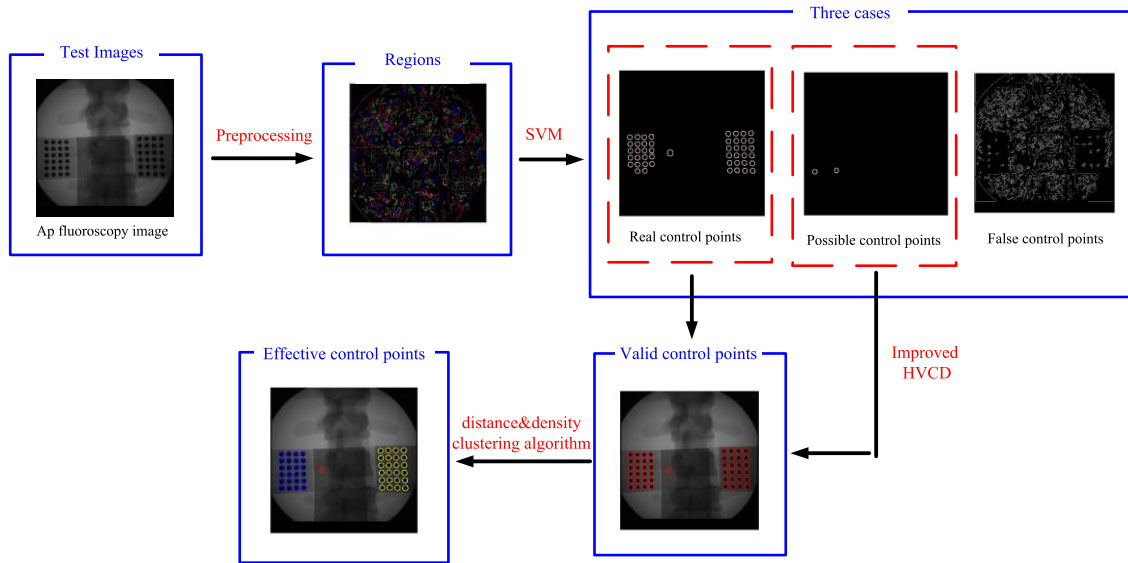 Three cases
Test Images
Regions
Preprocessing
SVM
Ap fluoroscopy image
Real control points
Possible control points
False control points
Effective control points
Valid control points
Improved
HVCD
distance&density
clustering algorithm